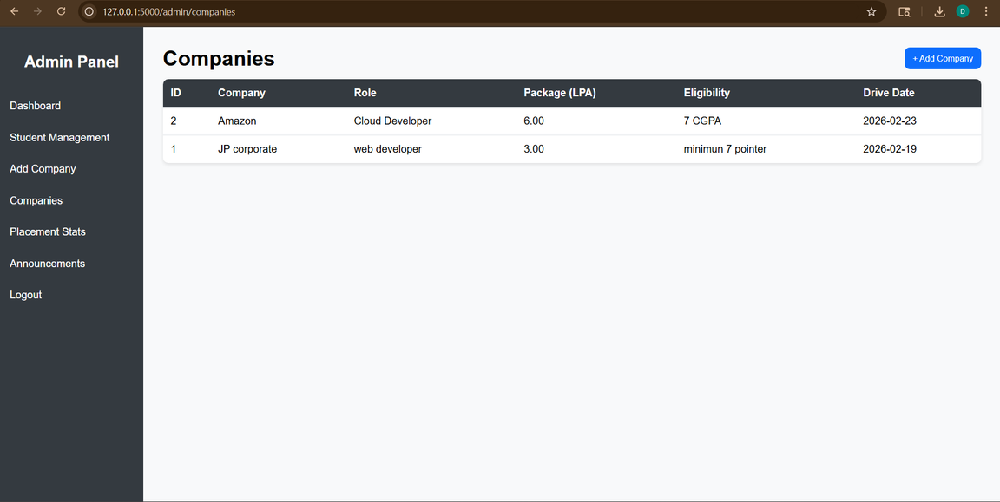 127.0.0.1:5000/admin/companies
D
Admin Panel
Dashboard
Student Management
Add Company
Companies
Placement Stats
Announcements
Logout
Companies
+ Add Company
ID Company Role Package (LPA) Eligibility Drive Date
2 Amazon Cloud Developer 6.00 7 CGPA 2026-02-23
1 JP corporate web developer 3.00 minimun 7 pointer 2026-02-19